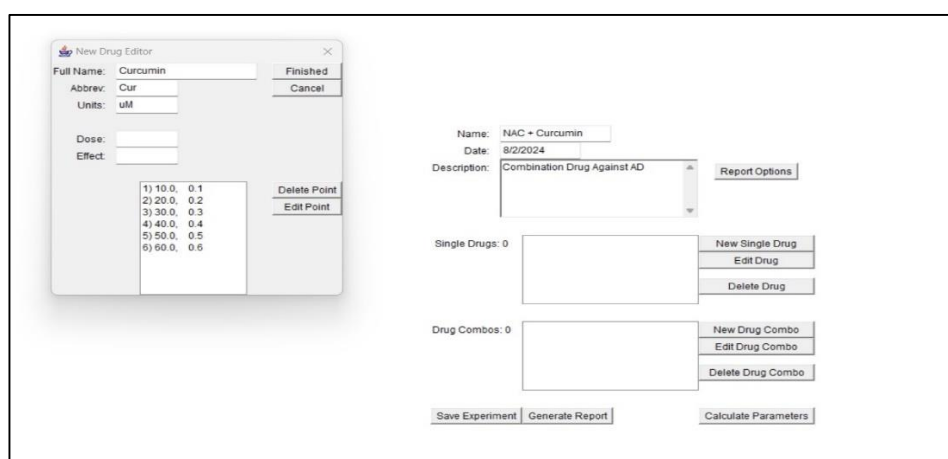 New Drug Editor
Full Name: Curcumin
Finished
Abbrev: Cur
Cancel
Units: uM
Dose:
Effect:
1) 10.0, 0.1
2) 20.0, 0.2
3) 30.0, 0.3
4) 40.0, 0.4
5) 50.0, 0.5
6) 60.0, 0.6
Delete Point
Edit Point
Name: NAC + Curcumin
Date: 8/2/2024
Description: Combination Drug Against AD
Report Options
Single Drugs: 0
New Single Drug
Edit Drug
Delete Drug
Drug Combos: 0
New Drug Combo
Edit Drug Combo
Delete Drug Combo
Save Experiment
Generate Report
Calculate Parameters